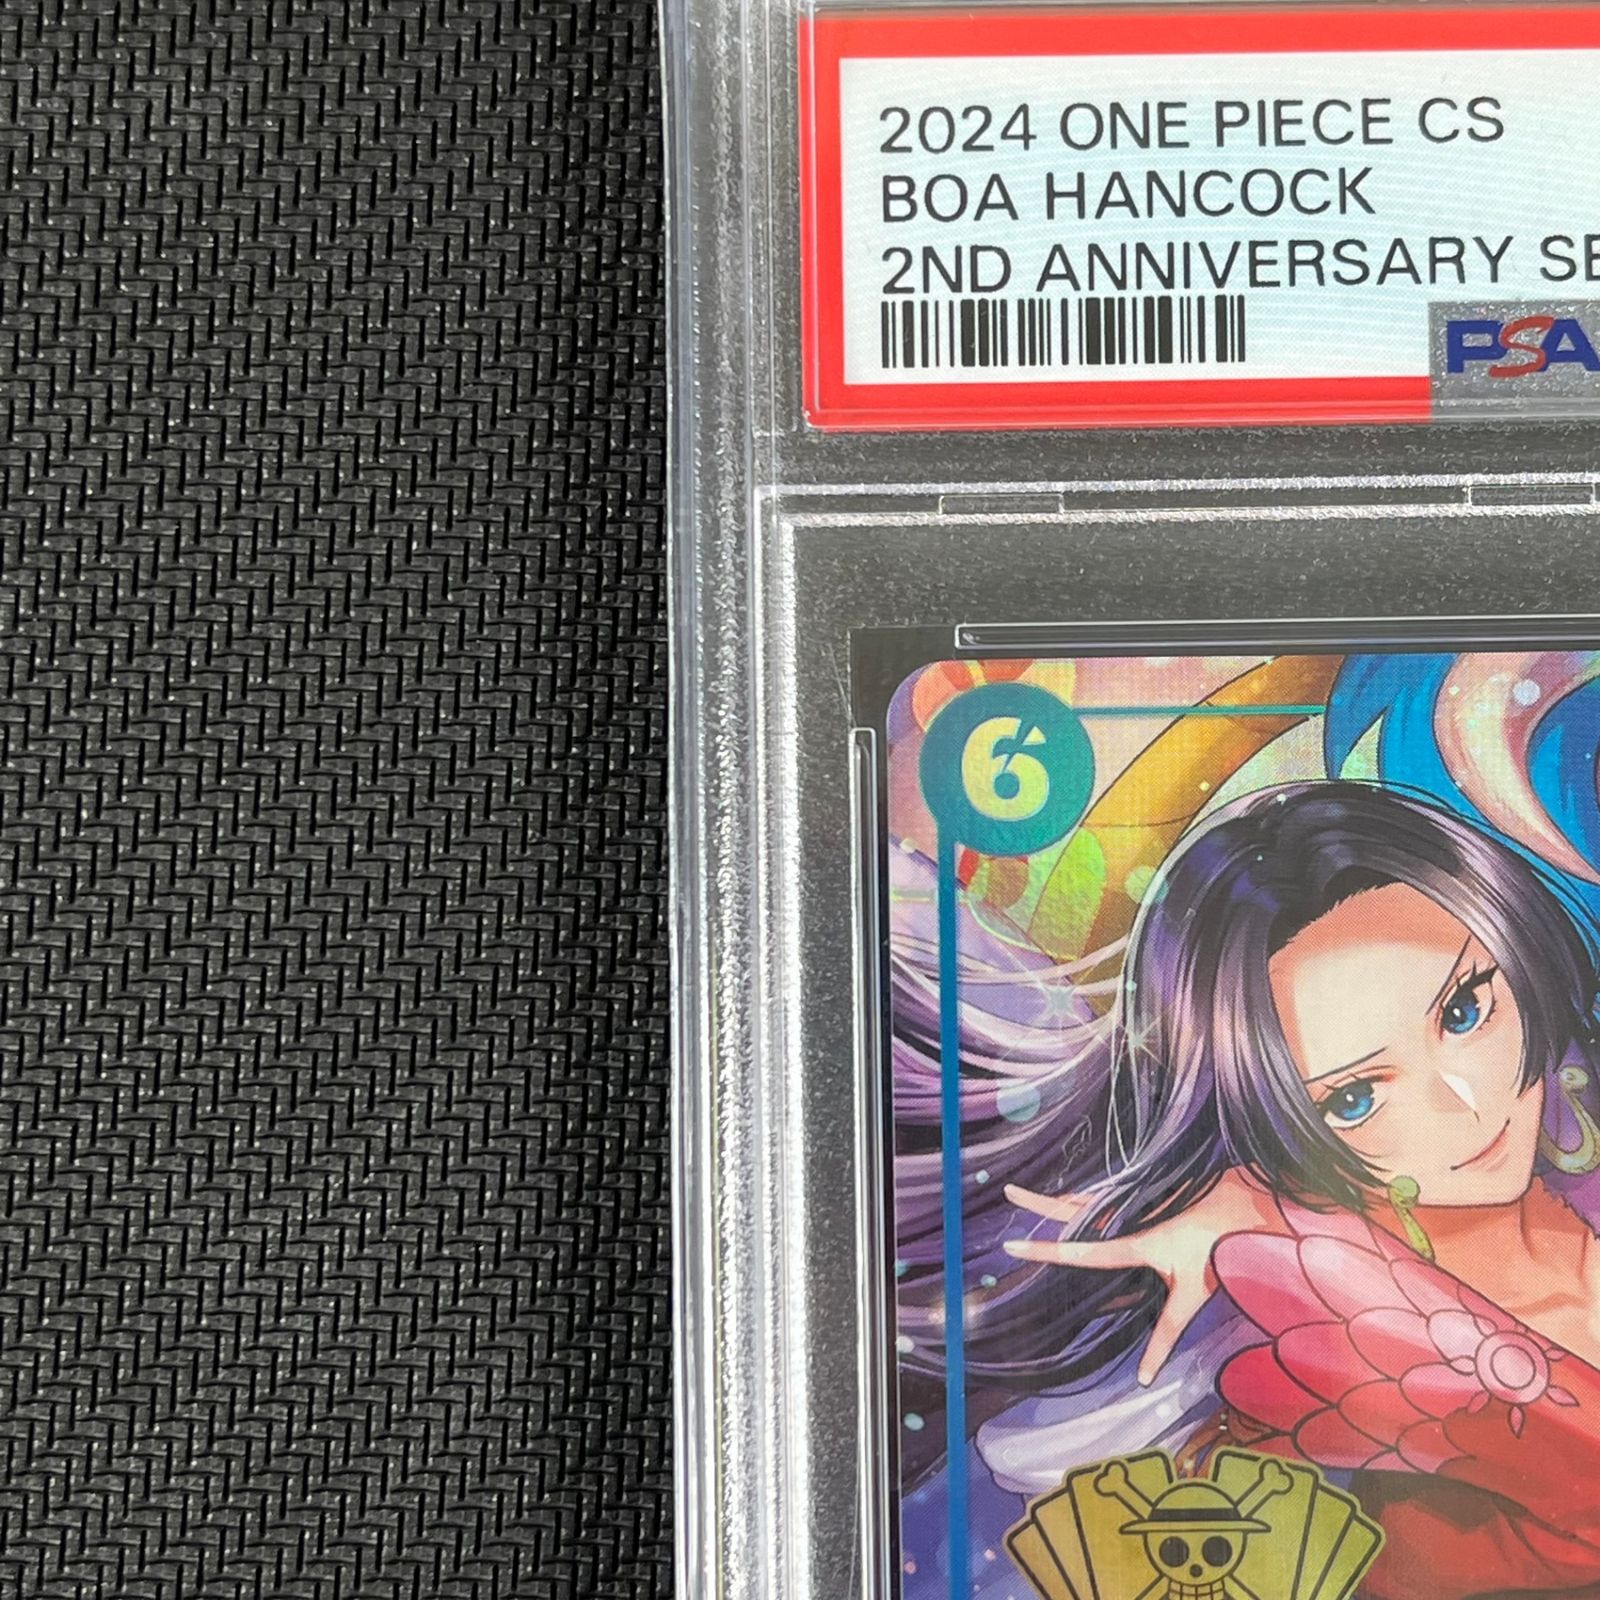 2024 ONE PIECE CS
BOA HANCOCK
2ND ANNIVERSARY SE
PSA
6